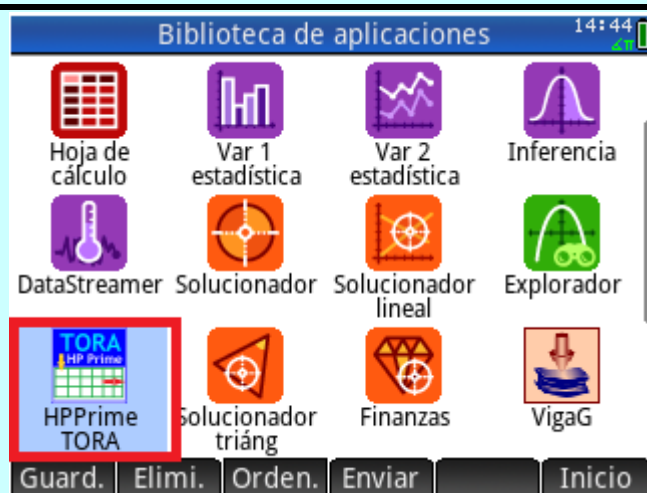 Biblioteca de aplicaciones
14:44
∡π
Hoja de
cálculo
Var 1
estadística
Var 2
estadística
Inferencia
DataStreamer
Solucionador
Solucionador
lineal
Explorador
TORA
HP Prime
HPPrime
TORA
Solucionador
triáng
Finanzas
VigaG
Guard.
Elimi.
Orden.
Enviar
Inicio